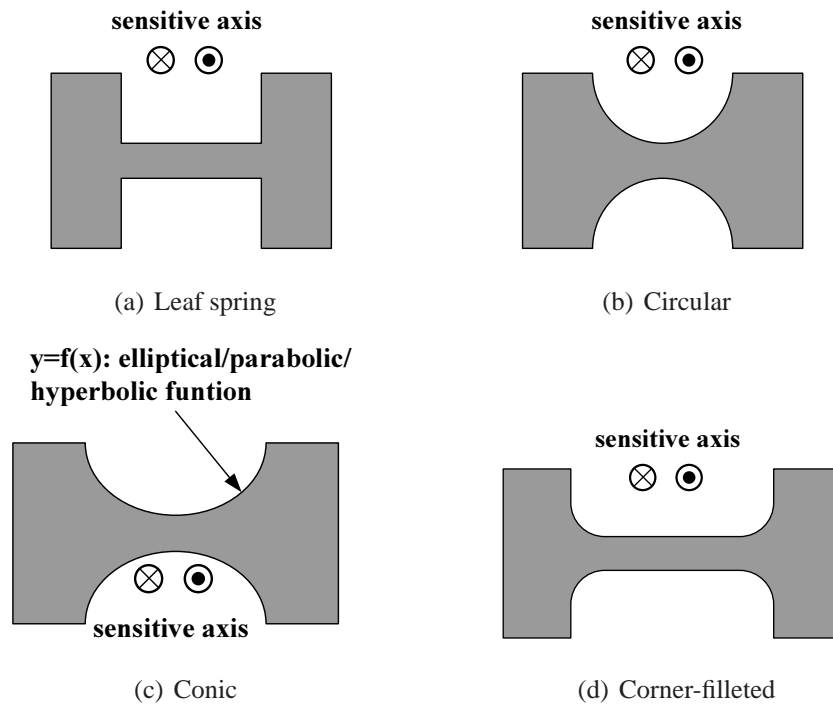 sensitive axis
sensitive axis
(a) Leaf spring
(b) Circular
y=f(x): elliptical/parabolic/
hyperbolic funtion
sensitive axis
sensitive axis
(c) Conic
(d) Corner-filleted